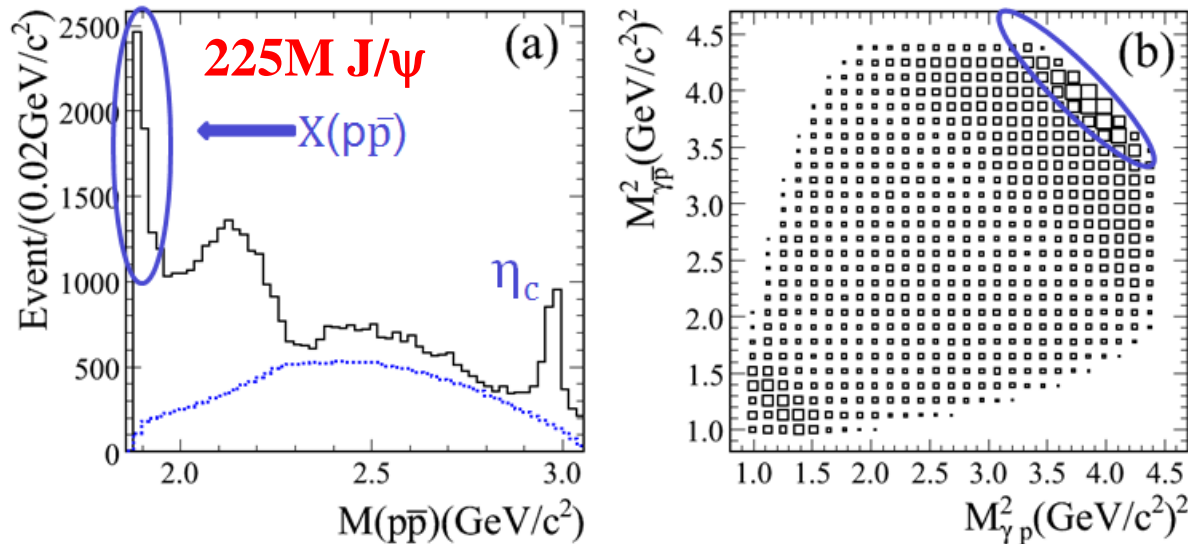 (a)
225M J/ψ
X(pp̄)
η_c
Event/(0.02GeV/c²)
2500
2000
1500
1000
500
0
2.0 2.5 3.0
M(pp̄)(GeV/c²)
(b)
M²_γp̄(GeV/c²)²
4.5
4.0
3.5
3.0
2.5
2.0
1.5
1.0
1.0 1.5 2.0 2.5 3.0 3.5 4.0 4.5
M²_γp(GeV/c²)²